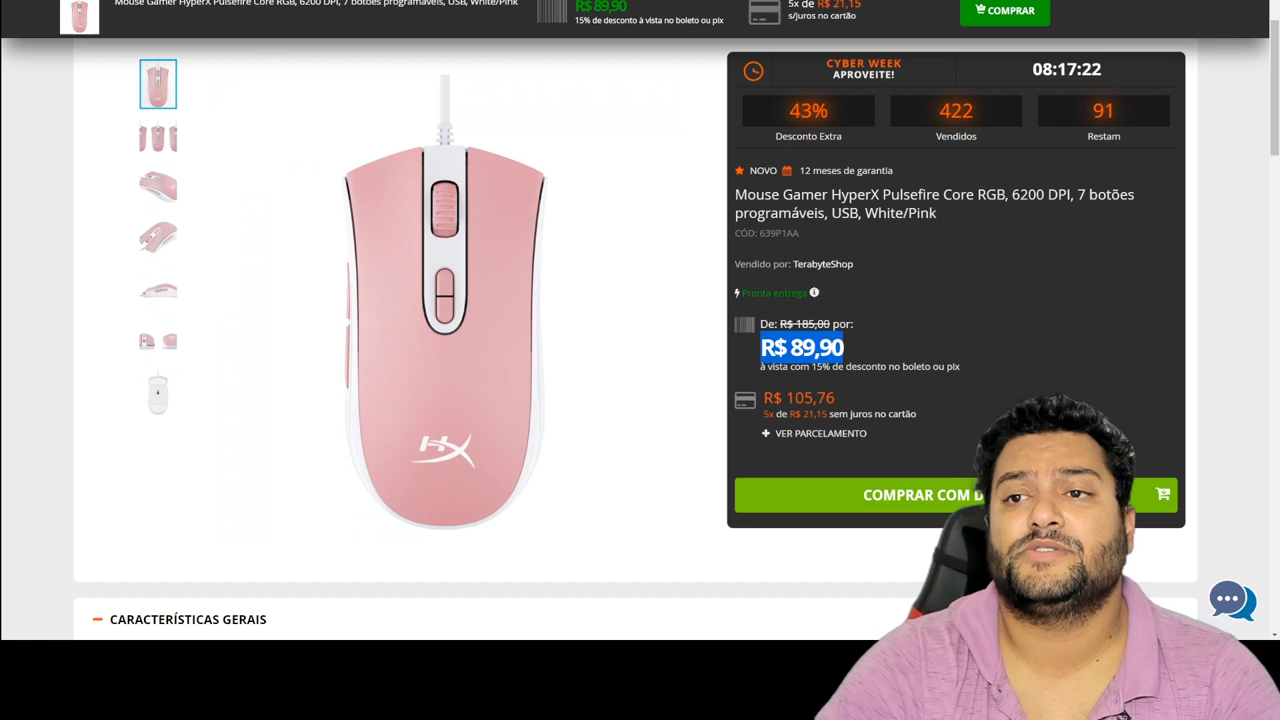 Mouse Gamer HyperX Pulsefire Core RGB, 6200 DPI, 7 botões programáveis, USB, White/Pink
R$ 89,90
15% de desconto à vista no boleto ou pix
5x de R$ 21,15
s/juros no cartão
COMPRAR
CYBER WEEK
APROVEITE!
08:17:22
43%
Desconto Extra
422
Vendidos
91
Restam
NOVO 12 meses de garantia
Mouse Gamer HyperX Pulsefire Core RGB, 6200 DPI, 7 botões
programáveis, USB, White/Pink
CÓD: 639P1AA
Vendido por: TerabyteShop
Pronta entrega
De: R$ 185,00 por:
R$ 89,90
à vista com 15% de desconto no boleto ou pix
R$ 105,76
5x de R$ 21,15 sem juros no cartão
+ VER PARCELAMENTO
COMPRAR COM D
HX
CARACTERÍSTICAS GERAIS